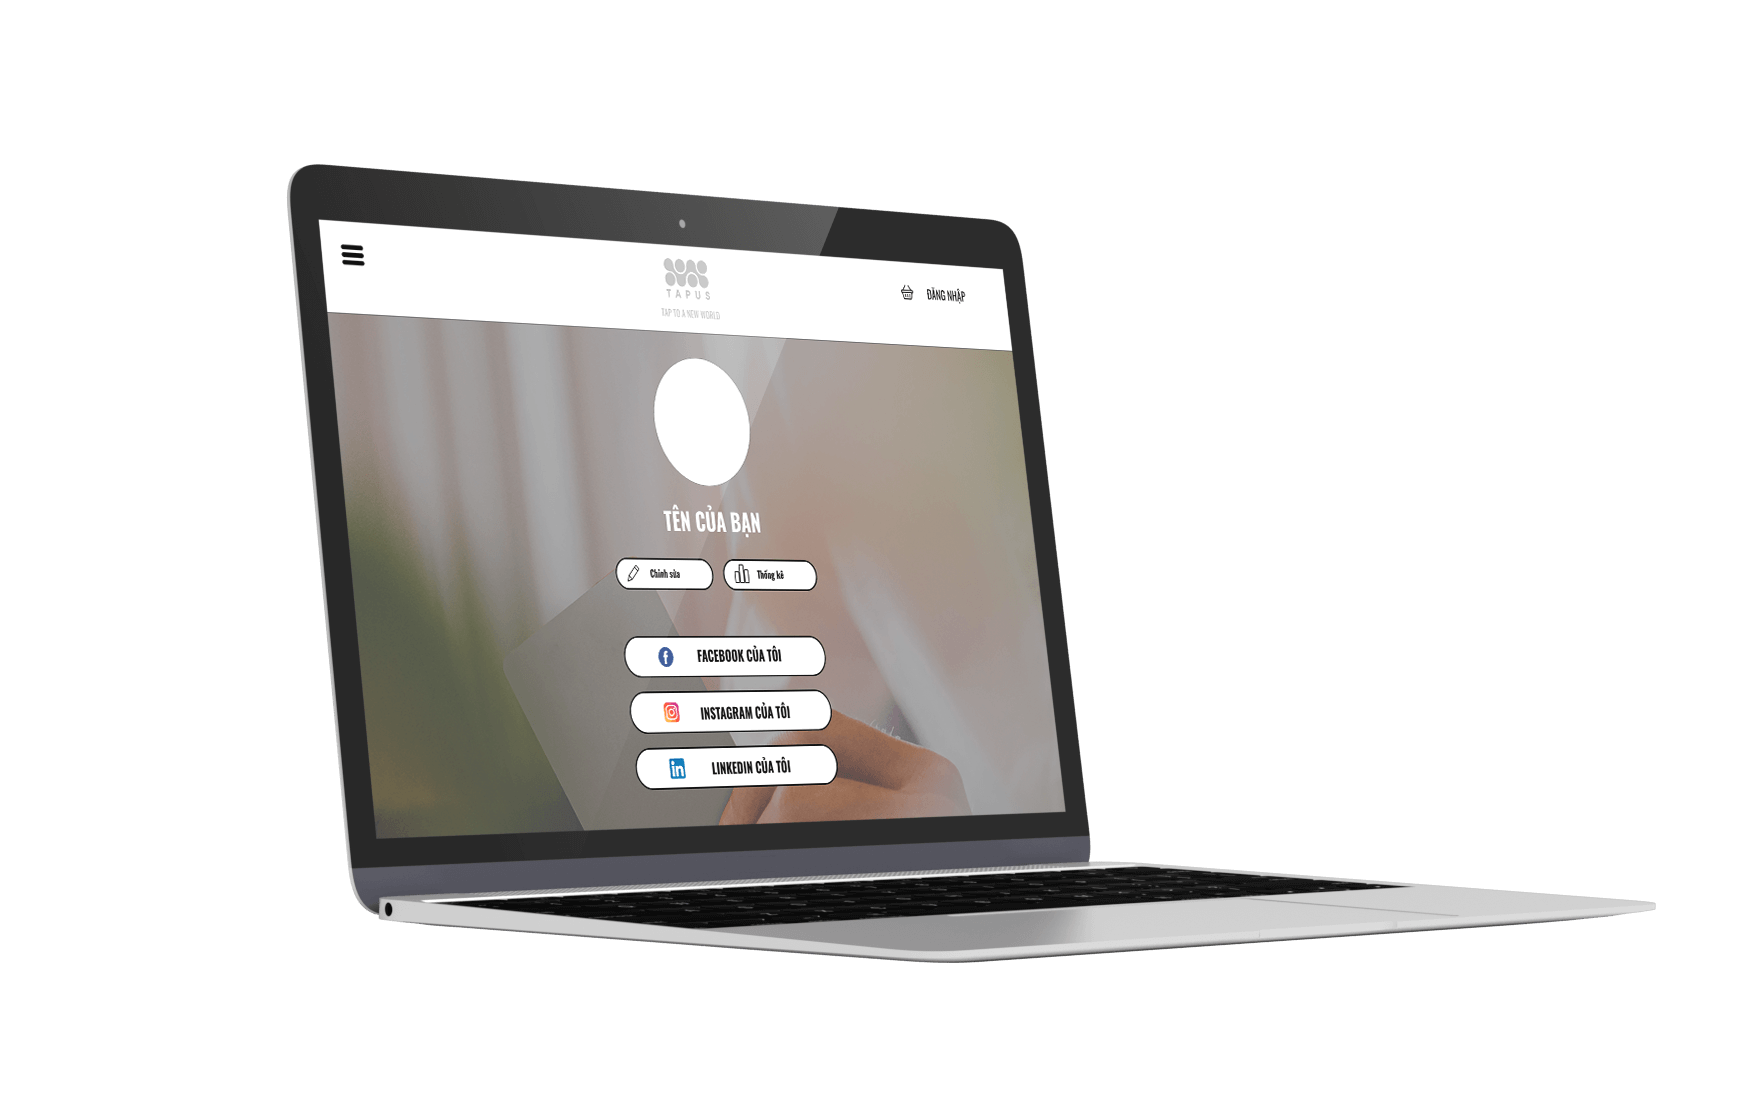 TAPUS
TAP TO A NEW WORLD
ĐĂNG NHẬP
TÊN CỦA BẠN
Chỉnh sửa
Thống kê
FACEBOOK CỦA TÔI
INSTAGRAM CỦA TÔI
LINKEDIN CỦA TÔI